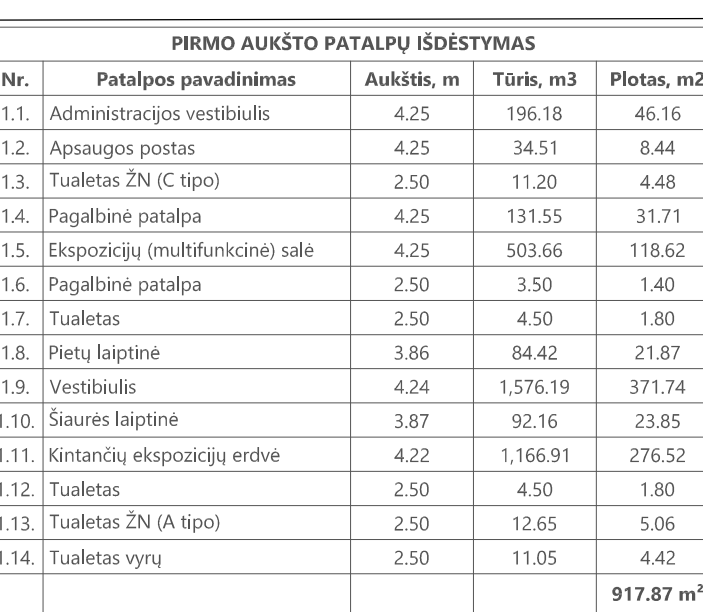 PIRMO AUKŠTO PATALPŲ IŠDĖSTYMAS
Nr. Patalpos pavadinimas Aukštis, m Tūris, m3 Plotas, m2
1.1. Administracijos vestibiulis 4.25 196.18 46.16
1.2. Apsaugos postas 4.25 34.51 8.44
1.3. Tualetas ŽN (C tipo) 2.50 11.20 4.48
1.4. Pagalbinė patalpa 4.25 131.55 31.71
1.5. Ekspozicijų (multifunkcinė) salė 4.25 503.66 118.62
1.6. Pagalbinė patalpa 2.50 3.50 1.40
1.7. Tualetas 2.50 4.50 1.80
1.8. Pietų laiptinė 3.86 84.42 21.87
1.9. Vestibiulis 4.24 1,576.19 371.74
1.10. Šiaurės laiptinė 3.87 92.16 23.85
1.11. Kintančių ekspozicijų erdvė 4.22 1,166.91 276.52
1.12. Tualetas 2.50 4.50 1.80
1.13. Tualetas ŽN (A tipo) 2.50 12.65 5.06
1.14. Tualetas vyrų 2.50 11.05 4.42
917.87 m²